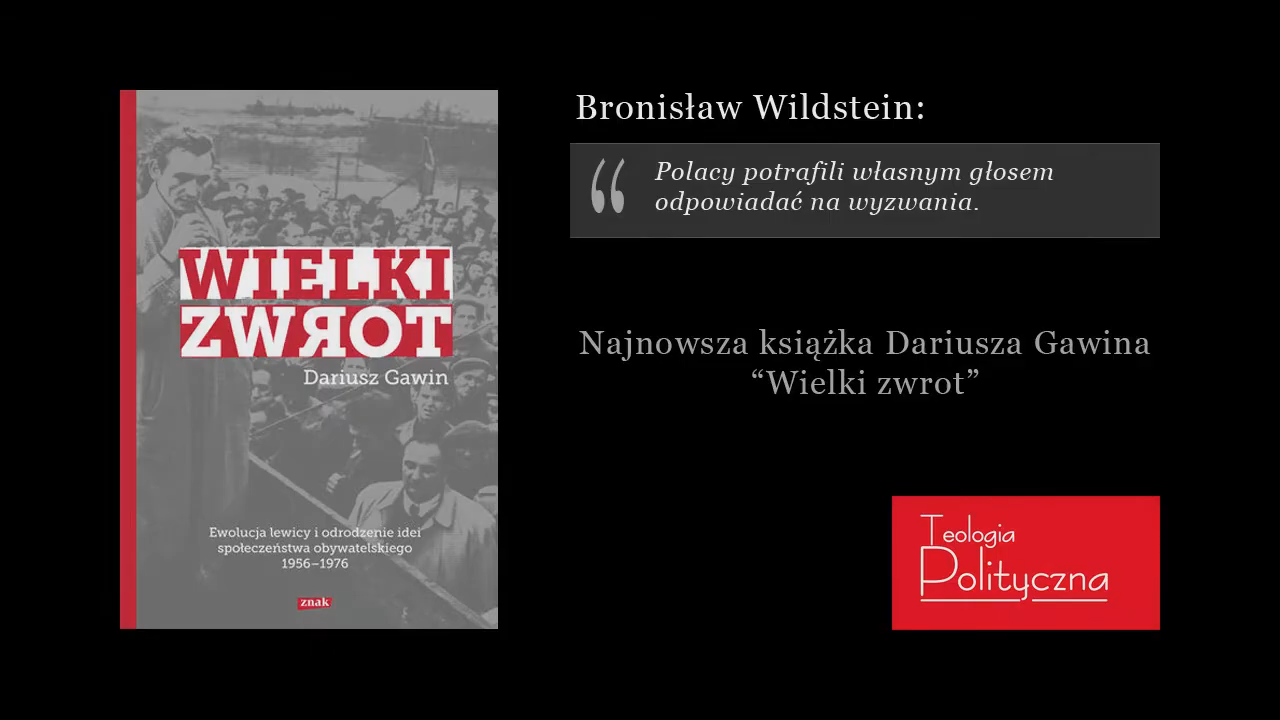 WIELKI
ZWЯOT
Dariusz Gawin
Ewolucja lewicy i odrodzenie idei
społeczeństwa obywatelskiego
1956–1976
znak
Bronisław Wildstein:
“ Polacy potrafili własnym głosem
odpowiadać na wyzwania.
Najnowsza książka Dariusza Gawina
“Wielki zwrot”
Teologia
Polityczna